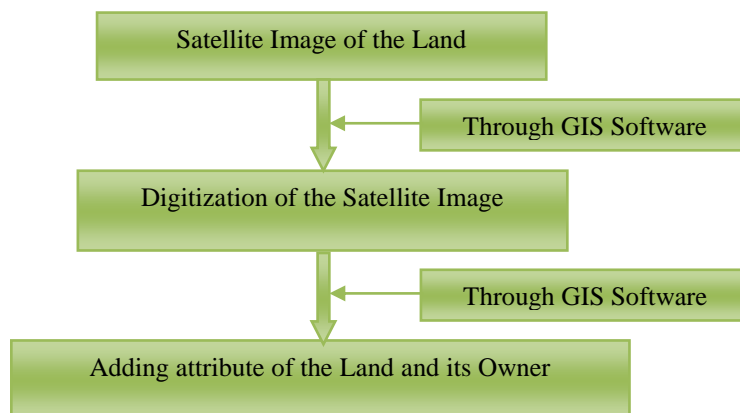 Satellite Image of the Land
Through GIS Software
Digitization of the Satellite Image
Through GIS Software
Adding attribute of the Land and its Owner